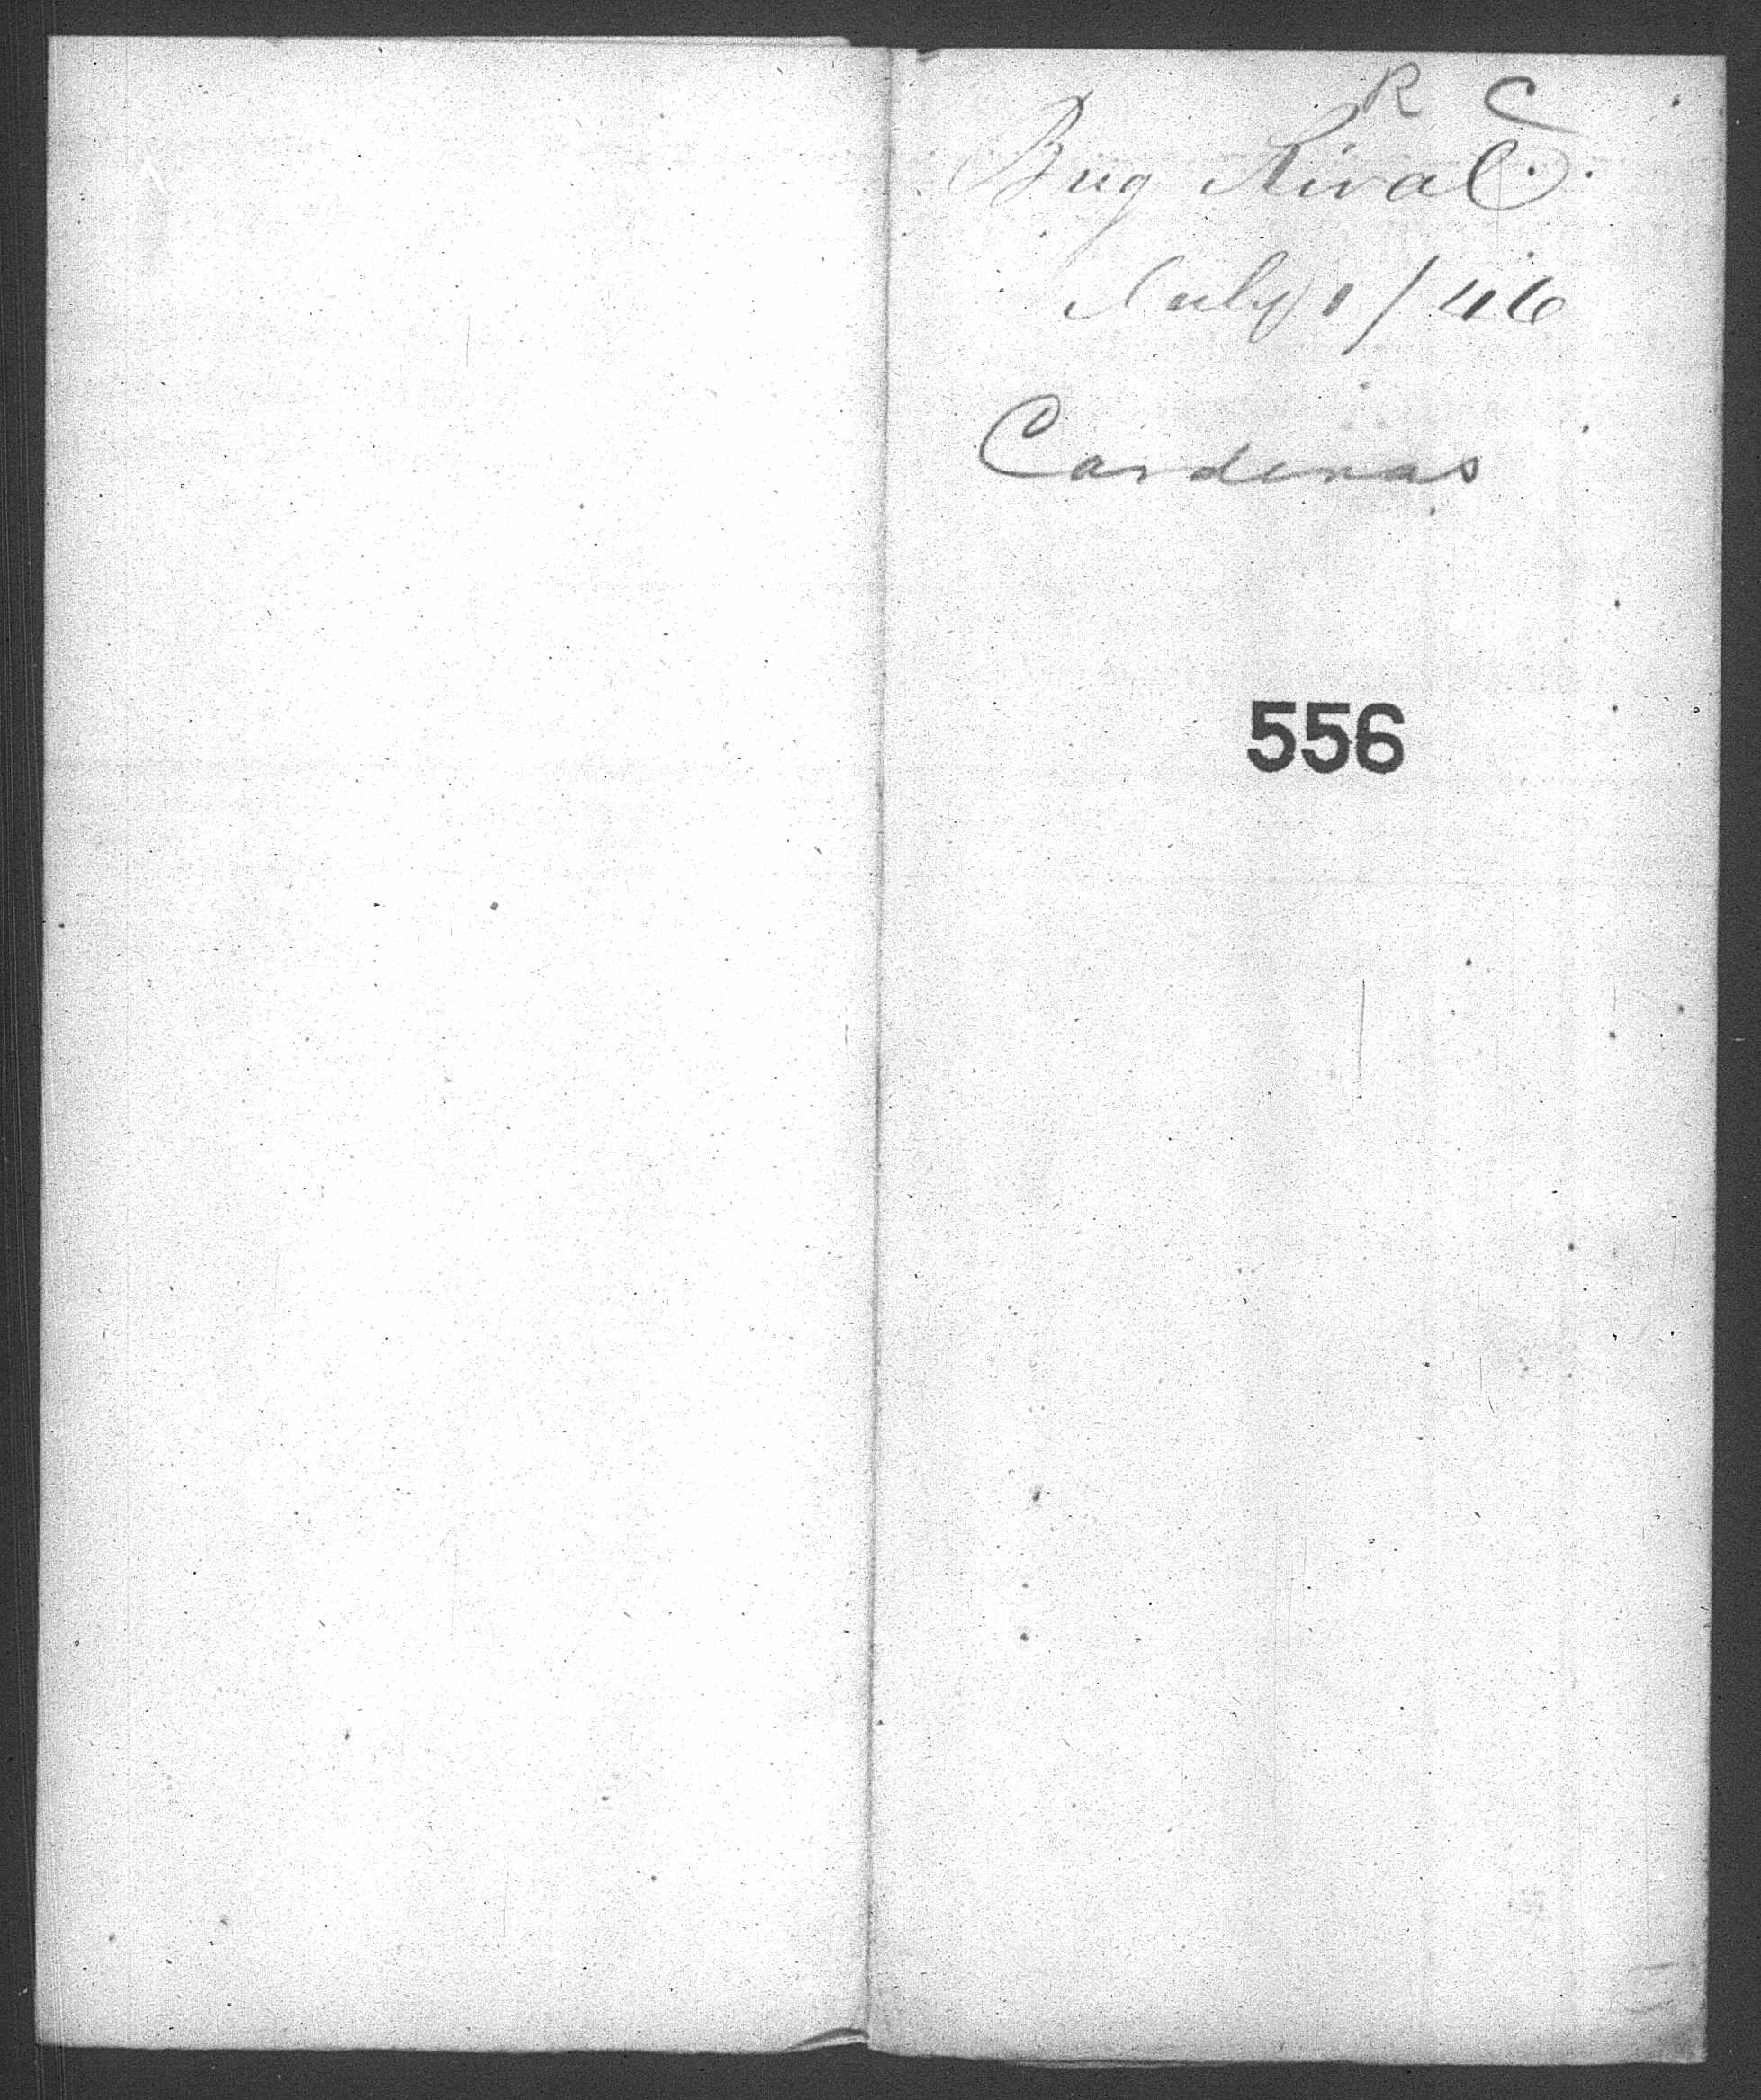 R C
Brig Rival C.
July 1/46
Cardenas
556